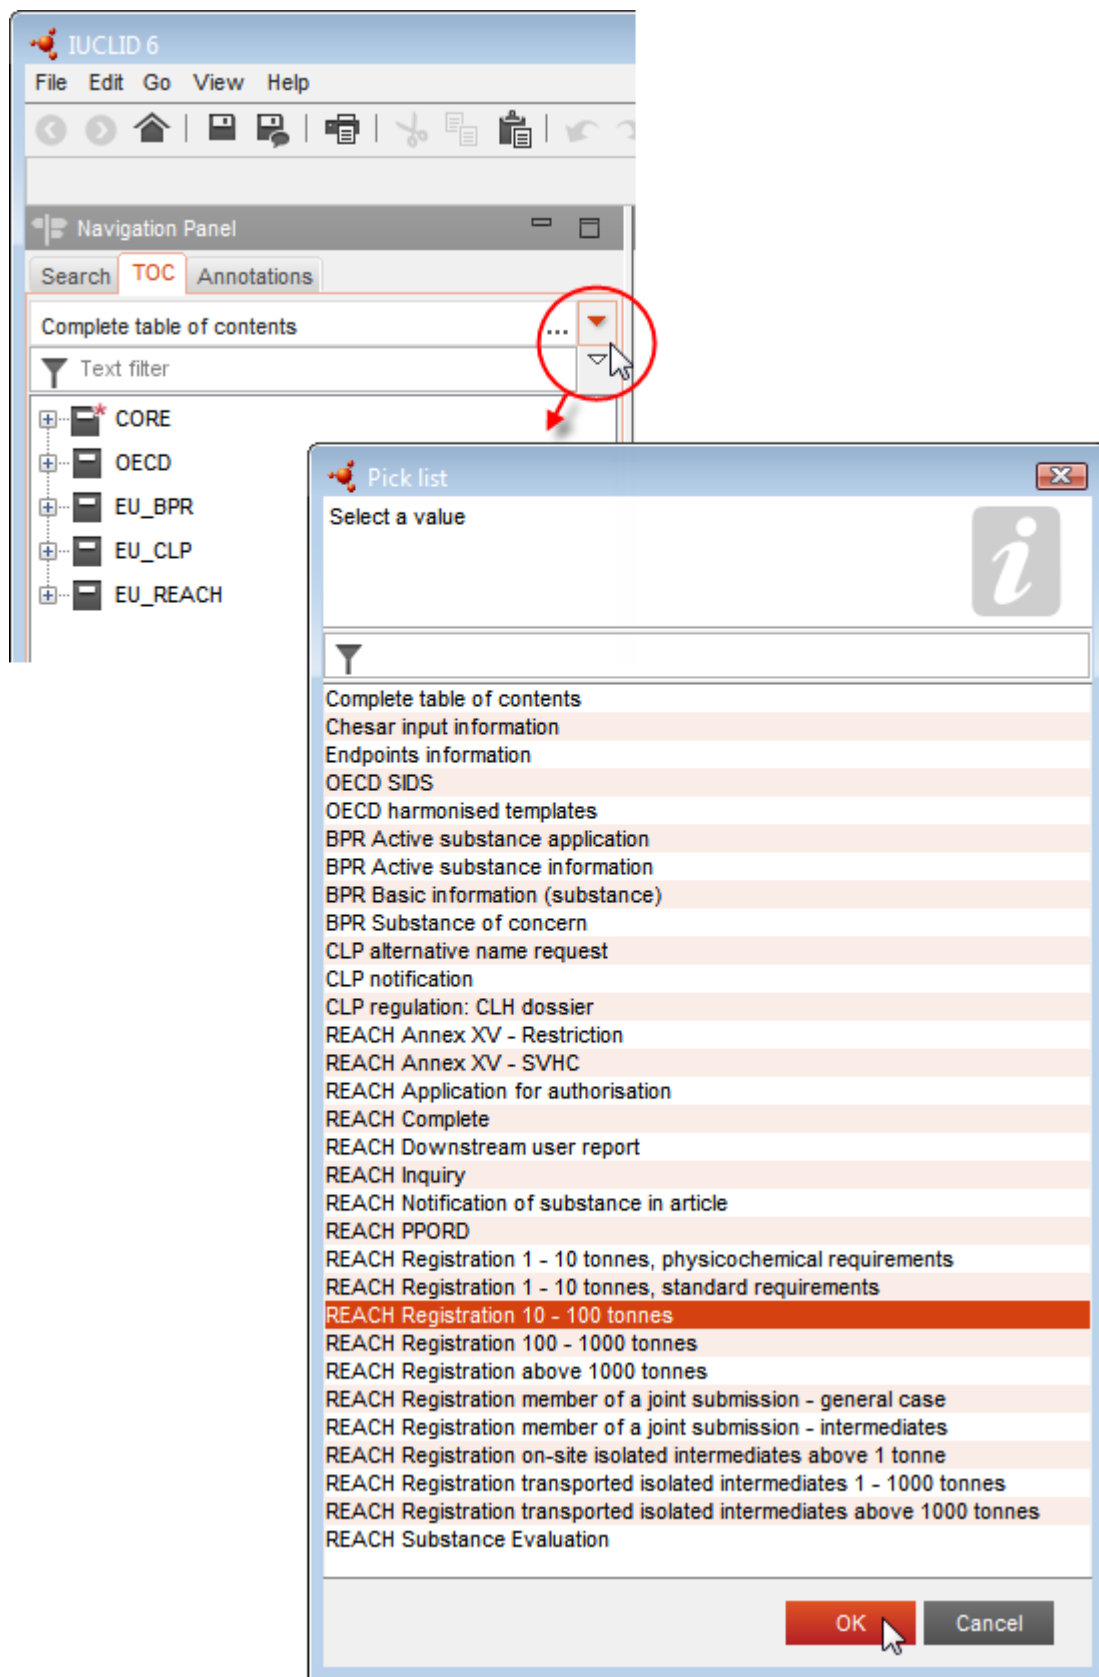 IUCLID 6
File Edit Go View Help
Navigation Panel
Search TOC Annotations
Complete table of contents ...
Text filter
CORE
OECD
EU_BPR
EU_CLP
EU_REACH
Pick list
Select a value
Complete table of contents
Chesar input information
Endpoints information
OECD SIDS
OECD harmonised templates
BPR Active substance application
BPR Active substance information
BPR Basic information (substance)
BPR Substance of concern
CLP alternative name request
CLP notification
CLP regulation: CLH dossier
REACH Annex XV - Restriction
REACH Annex XV - SVHC
REACH Application for authorisation
REACH Complete
REACH Downstream user report
REACH Inquiry
REACH Notification of substance in article
REACH PPORD
REACH Registration 1 - 10 tonnes, physicochemical requirements
REACH Registration 1 - 10 tonnes, standard requirements
REACH Registration 10 - 100 tonnes
REACH Registration 100 - 1000 tonnes
REACH Registration above 1000 tonnes
REACH Registration member of a joint submission - general case
REACH Registration member of a joint submission - intermediates
REACH Registration on-site isolated intermediates above 1 tonne
REACH Registration transported isolated intermediates 1 - 1000 tonnes
REACH Registration transported isolated intermediates above 1000 tonnes
REACH Substance Evaluation
OK Cancel